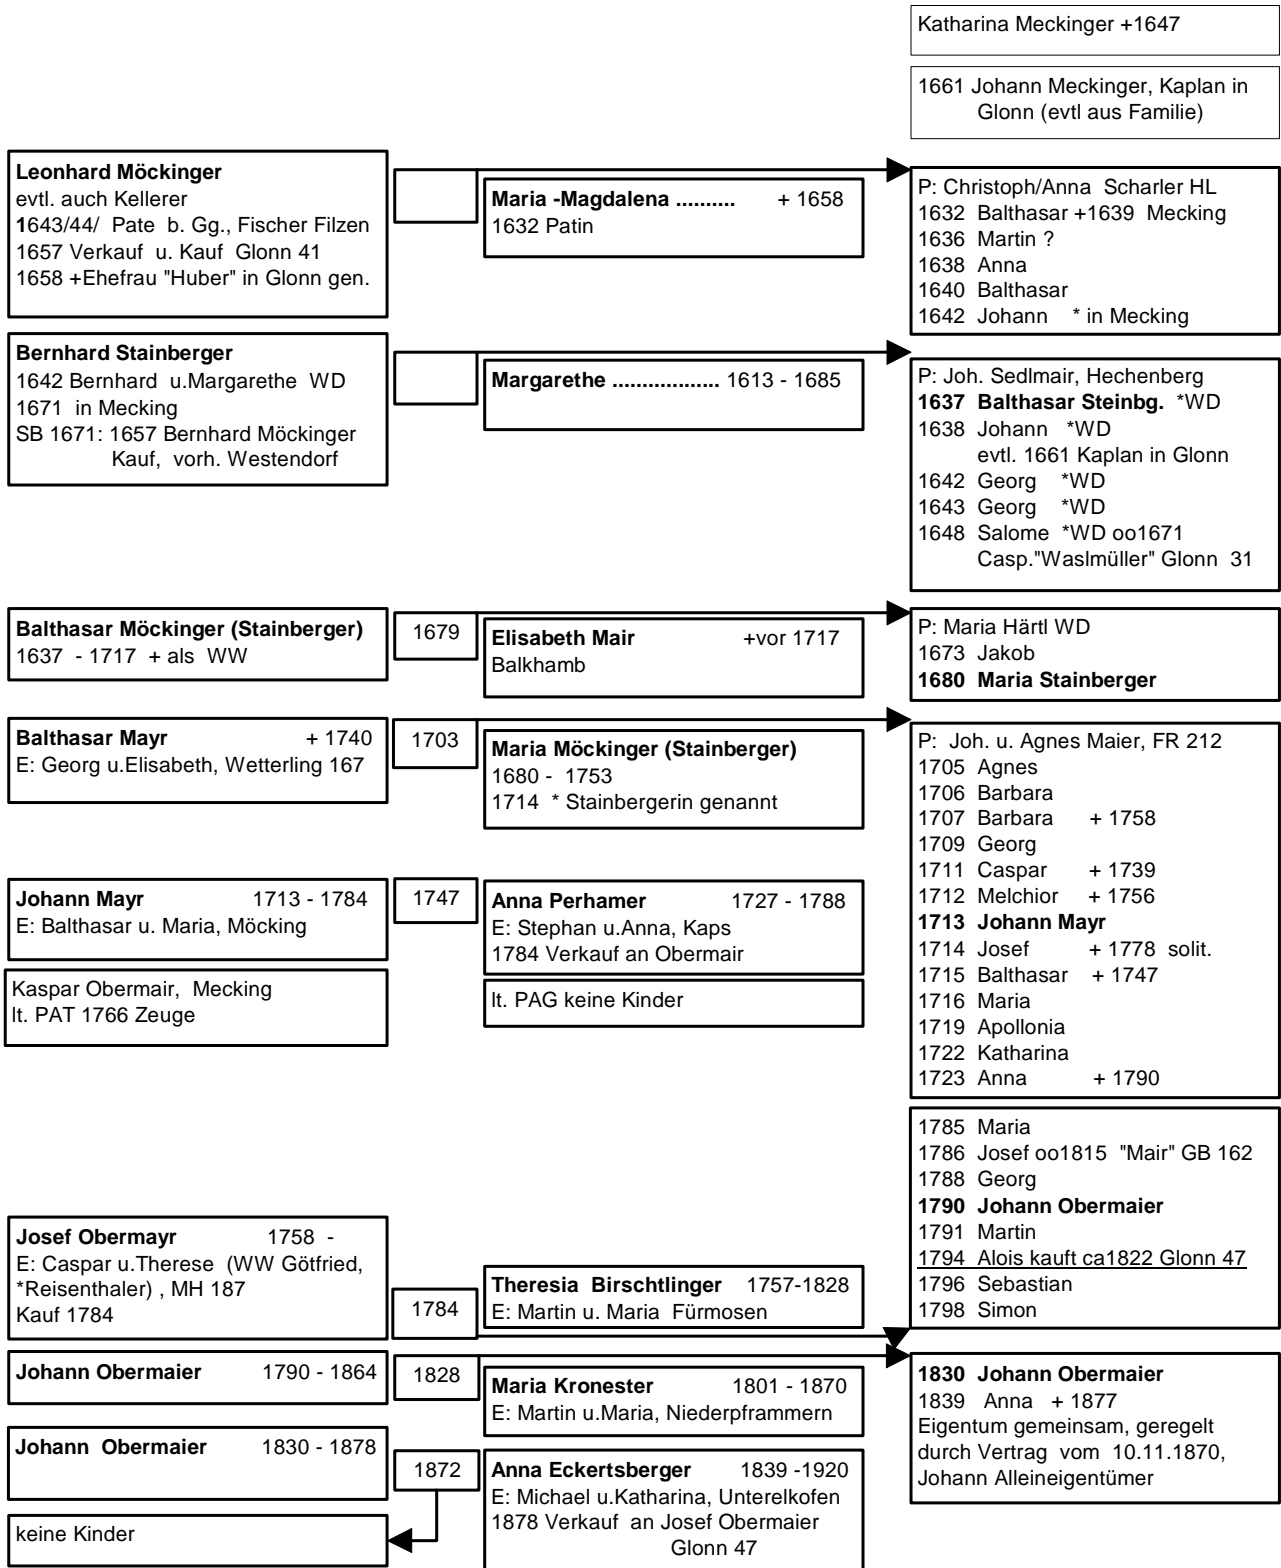 Katharina Meckinger +1647
1661 Johann Meckinger, Kaplan in
Glonn (evtl aus Familie)
Leonhard Möckinger
evtl. auch Kellerer
1643/44/ Pate b. Gg., Fischer Filzen
1657 Verkauf u. Kauf Glonn 41
1658 +Ehefrau "Huber" in Glonn gen.
Maria -Magdalena .......... + 1658
1632 Patin
P: Christoph/Anna Scharler HL
1632 Balthasar +1639 Mecking
1636 Martin ?
1638 Anna
1640 Balthasar
1642 Johann * in Mecking
Bernhard Stainberger
1642 Bernhard u.Margarethe WD
1671 in Mecking
SB 1671: 1657 Bernhard Möckinger
Kauf, vorh. Westendorf
Margarethe .................. 1613 - 1685
P: Joh. Sedlmair, Hechenberg
1637 Balthasar Steinbg. *WD
1638 Johann *WD
evtl. 1661 Kaplan in Glonn
1642 Georg *WD
1643 Georg *WD
1648 Salome *WD oo1671
Casp."Waslmüller" Glonn 31
Balthasar Möckinger (Stainberger)
1637 - 1717 + als WW
1679
Elisabeth Mair +vor 1717
Balkhamb
P: Maria Härtl WD
1673 Jakob
1680 Maria Stainberger
Balthasar Mayr + 1740
E: Georg u.Elisabeth, Wetterling 167
1703
Maria Möckinger (Stainberger)
1680 - 1753
1714 * Stainbergerin genannt
P: Joh. u. Agnes Maier, FR 212
1705 Agnes
1706 Barbara
1707 Barbara + 1758
1709 Georg
1711 Caspar + 1739
1712 Melchior + 1756
1713 Johann Mayr
1714 Josef + 1778 solit.
1715 Balthasar + 1747
1716 Maria
1719 Apollonia
1722 Katharina
1723 Anna + 1790
Johann Mayr 1713 - 1784
E: Balthasar u. Maria, Möcking
1747
Anna Perhamer 1727 - 1788
E: Stephan u.Anna, Kaps
1784 Verkauf an Obermair
Kaspar Obermair, Mecking
lt. PAT 1766 Zeuge
lt. PAG keine Kinder
Josef Obermayr 1758 -
E: Caspar u.Therese (WW Götfried,
*Reisenthaler) , MH 187
Kauf 1784
1784
Theresia Birschtlinger 1757-1828
E: Martin u. Maria Fürmosen
1785 Maria
1786 Josef oo1815 "Mair" GB 162
1788 Georg
1790 Johann Obermaier
1791 Martin
1794 Alois kauft ca1822 Glonn 47
1796 Sebastian
1798 Simon
Johann Obermaier 1790 - 1864
1828
Maria Kronester 1801 - 1870
E: Martin u.Maria, Niederpframmern
1830 Johann Obermaier
1839 Anna + 1877
Eigentum gemeinsam, geregelt
durch Vertrag vom 10.11.1870,
Johann Alleineigentümer
Johann Obermaier 1830 - 1878
1872
Anna Eckertsberger 1839 -1920
E: Michael u.Katharina, Unterelkofen
1878 Verkauf an Josef Obermaier
Glonn 47
keine Kinder